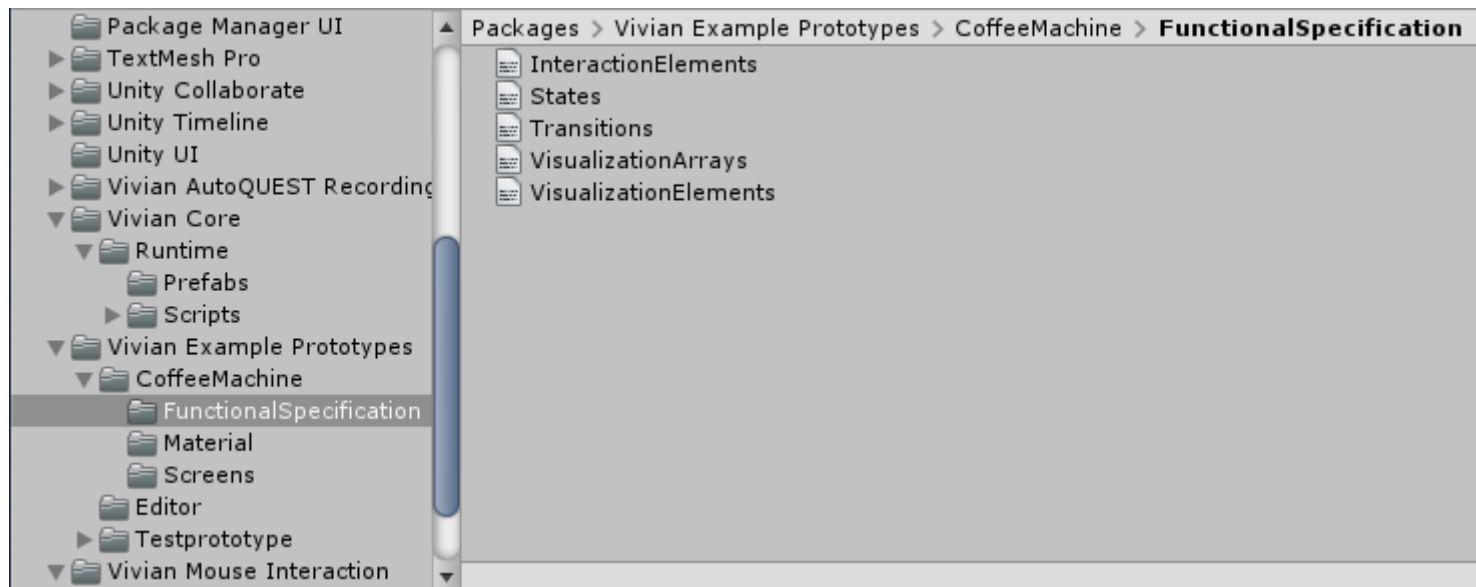 Package Manager UI
TextMesh Pro
Unity Collaborate
Unity Timeline
Unity UI
Vivian AutoQUEST Recording
Vivian Core
Runtime
Prefabs
Scripts
Vivian Example Prototypes
CoffeeMachine
FunctionalSpecification
Material
Screens
Editor
Testprototype
Vivian Mouse Interaction
Packages > Vivian Example Prototypes > CoffeeMachine > FunctionalSpecification
InteractionElements
States
Transitions
VisualizationArrays
VisualizationElements